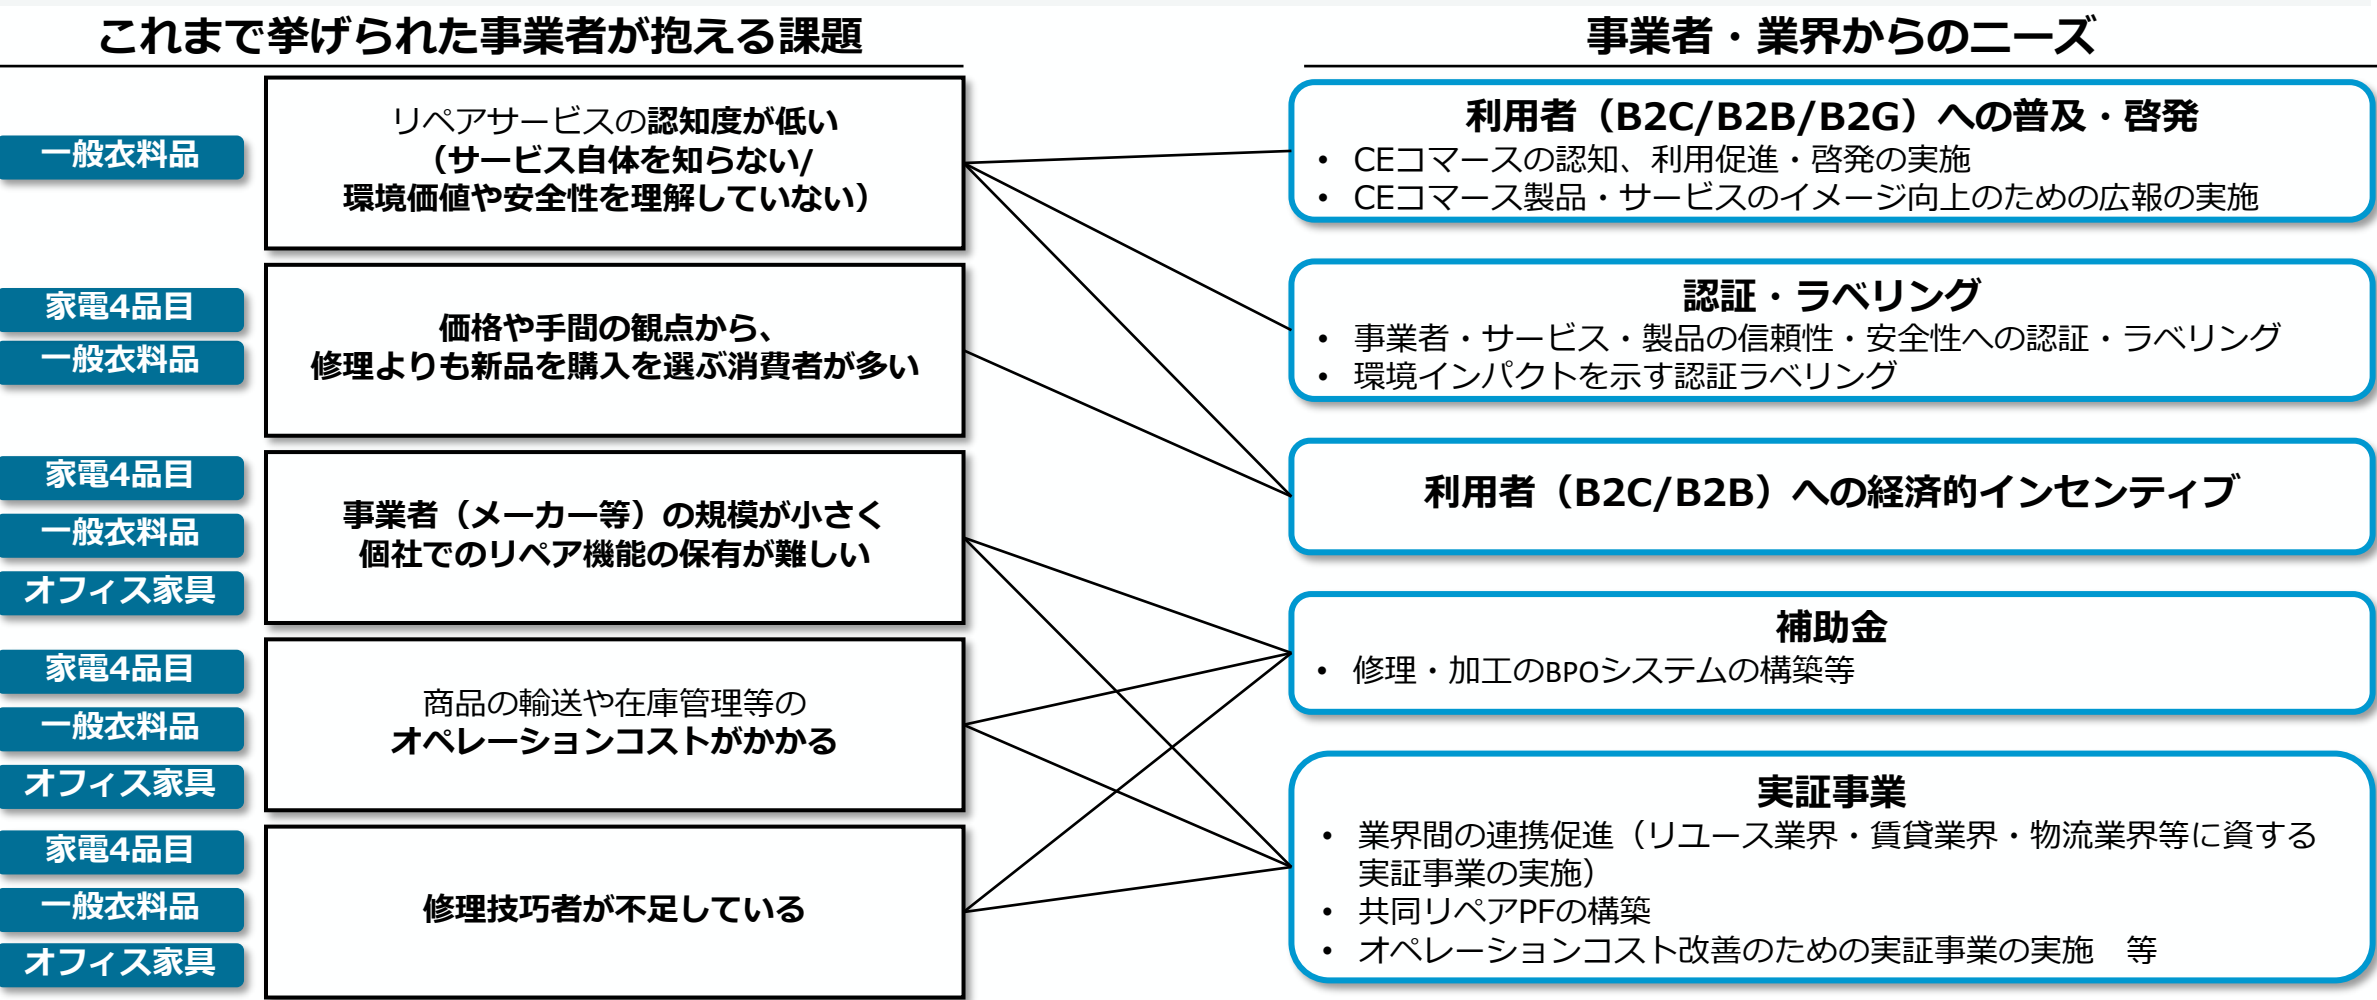 これまで挙げられた事業者が抱える課題
事業者・業界からのニーズ
一般衣料品
リペアサービスの認知度が低い
（サービス自体を知らない/
環境価値や安全性を理解していない）
家電4品目
一般衣料品
価格や手間の観点から、
修理よりも新品を購入を選ぶ消費者が多い
家電4品目
一般衣料品
オフィス家具
事業者（メーカー等）の規模が小さく
個社でのリペア機能の保有が難しい
家電4品目
一般衣料品
オフィス家具
商品の輸送や在庫管理等の
オペレーションコストがかかる
家電4品目
一般衣料品
オフィス家具
修理技巧者が不足している
利用者（B2C/B2B/B2G）への普及・啓発
• CEコマースの認知、利用促進・啓発の実施
• CEコマース製品・サービスのイメージ向上のための広報の実施
認証・ラベリング
• 事業者・サービス・製品の信頼性・安全性への認証・ラベリング
• 環境インパクトを示す認証ラベリング
利用者（B2C/B2B）への経済的インセンティブ
補助金
• 修理・加工のBPOシステムの構築等
実証事業
• 業界間の連携促進（リユース業界・賃貸業界・物流業界等に資する
実証事業の実施）
• 共同リペアPFの構築
• オペレーションコスト改善のための実証事業の実施　等